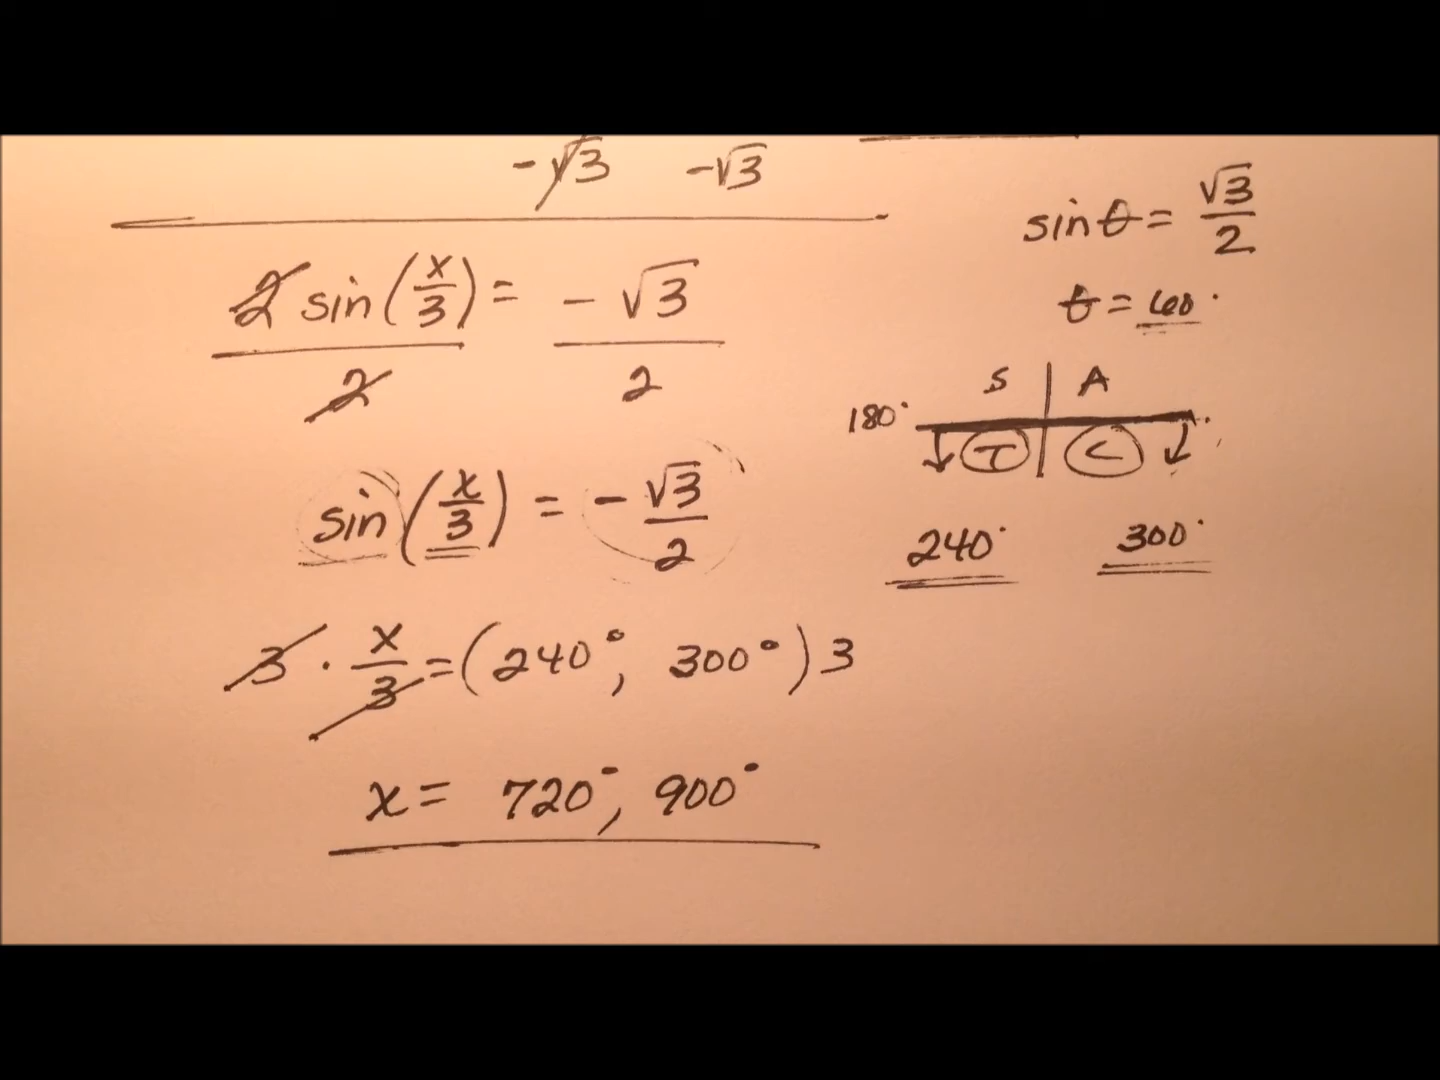 -√3 -√3
2 sin(x/3) = -√3
2 2
sin(x/3) = -√3/2
3 · x/3 = (240°, 300°) 3
x = 720°, 900°
sin θ = √3/2
θ = 60°
S A
180°
T C
240° 300°